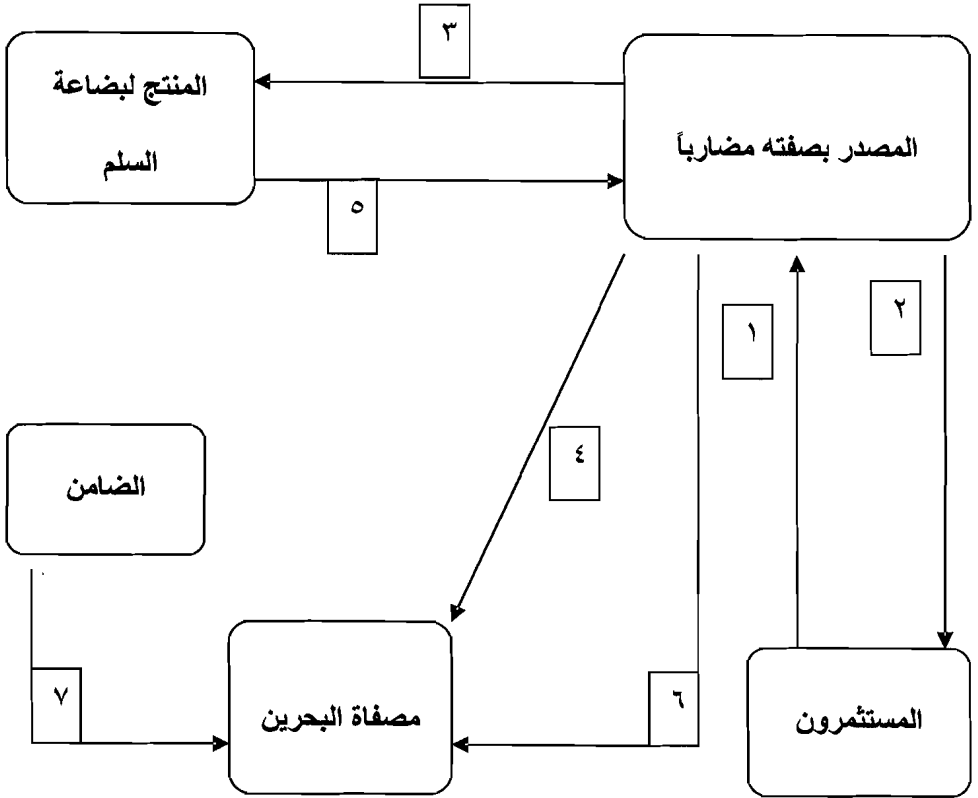 ٣
المصدر بصفته مضارباً
المنتج لبضاعة
السلم
٥
١
٢
٤
الضامن
مصفاة البحرين
٦
٧
المستثمرون